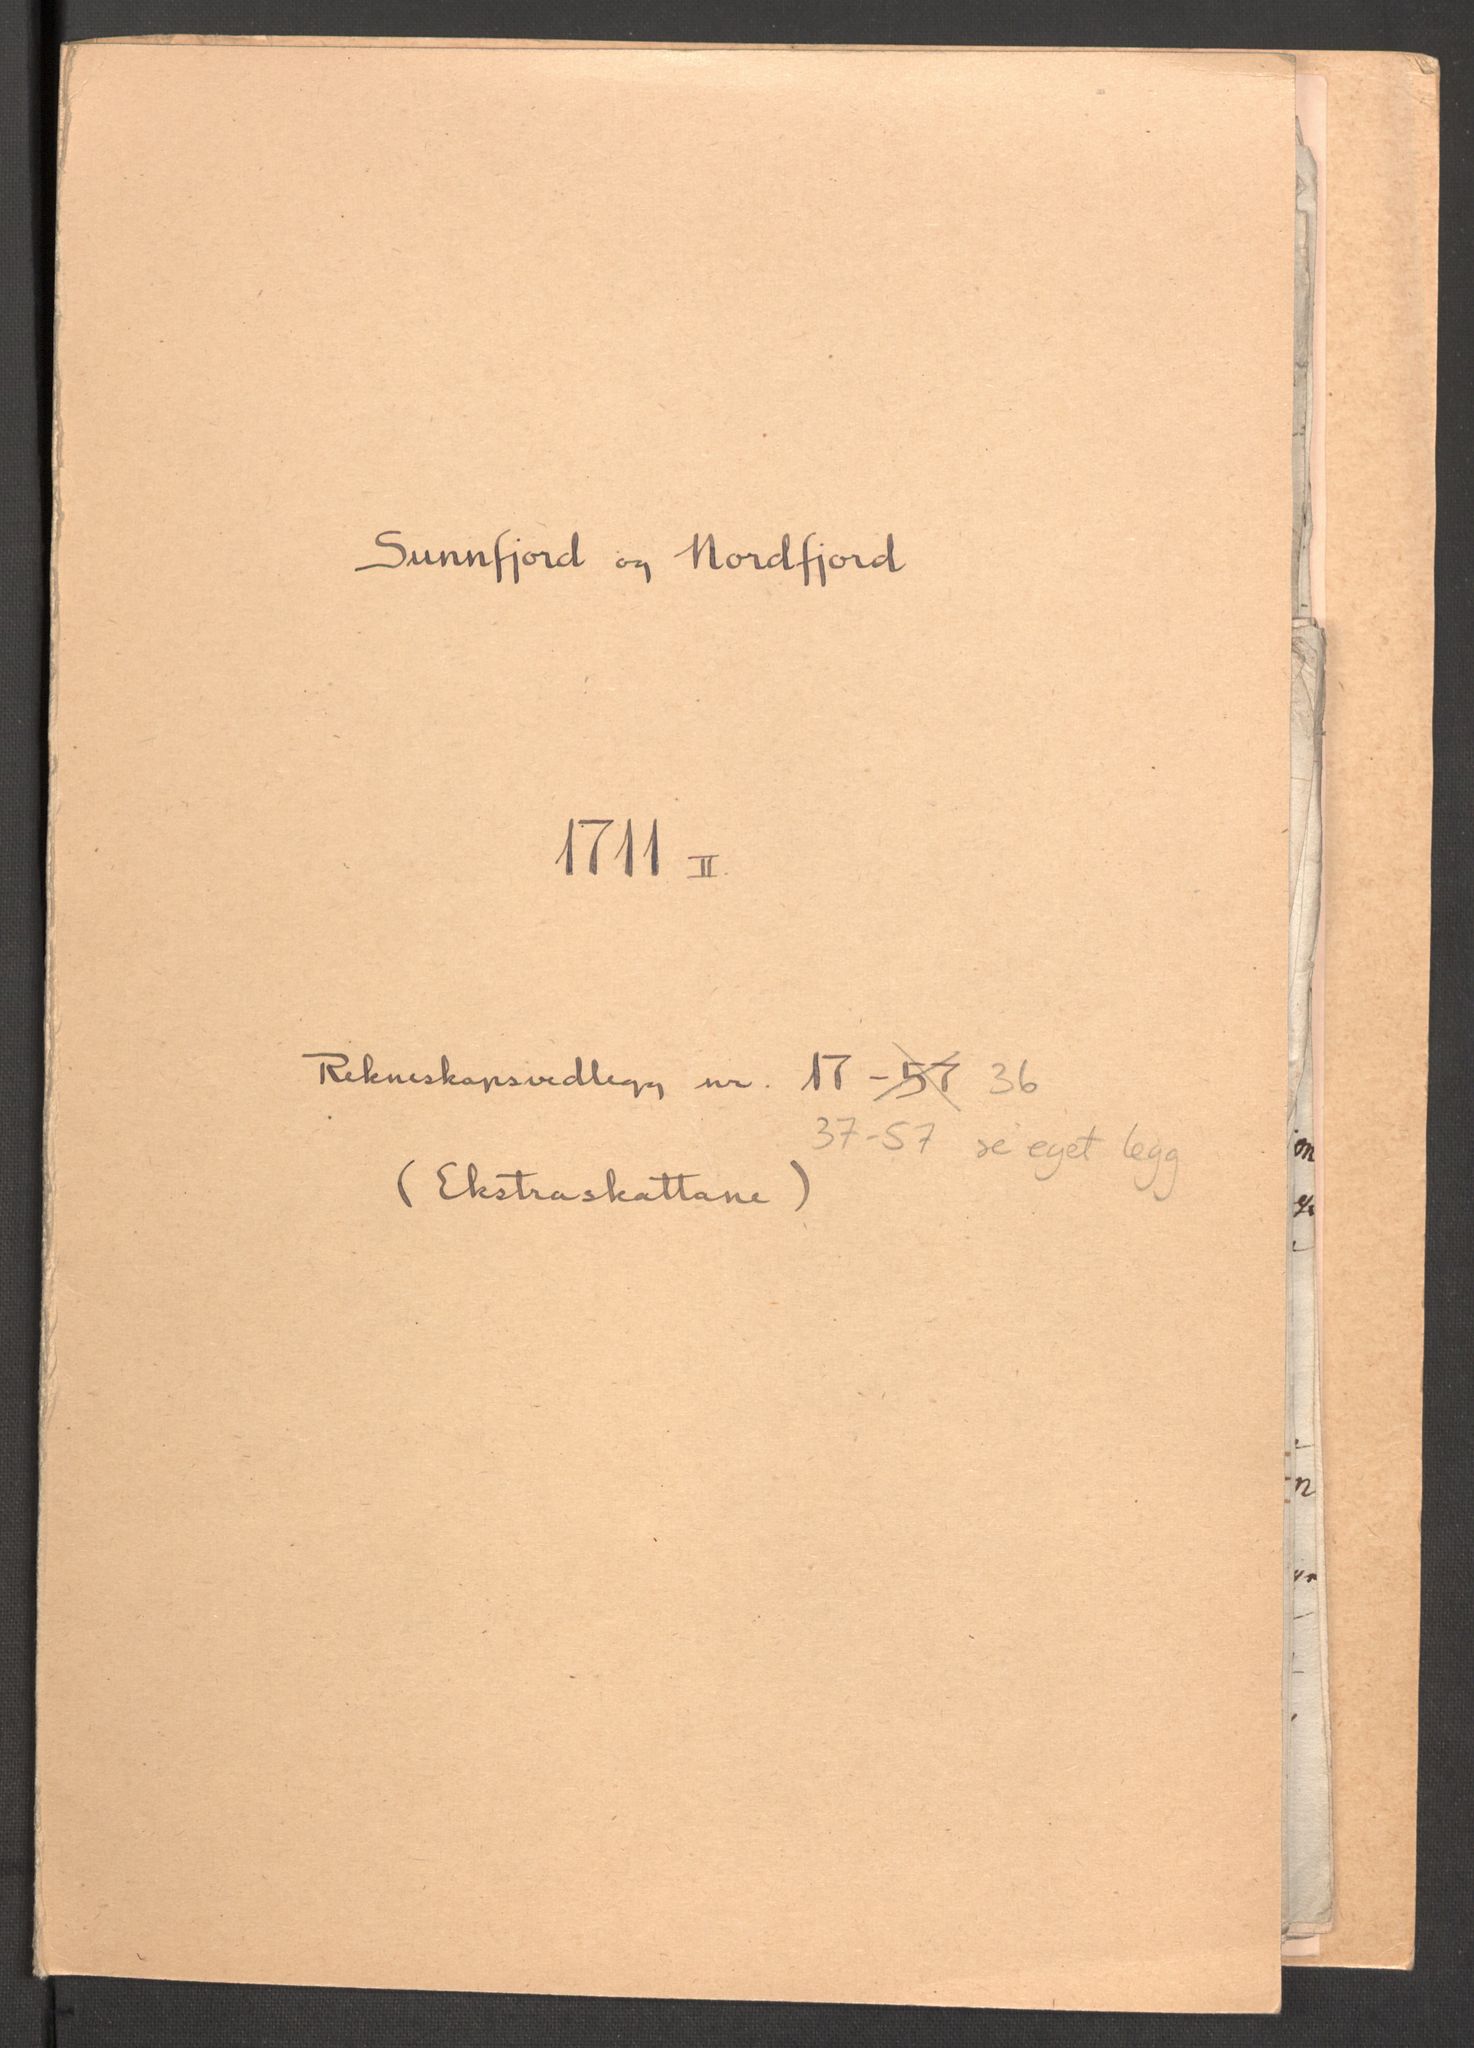 Sunnfjord og Nordfjord
1711 II.
Rekneskapsvedlegg nr. 17 - 57 36
37-57 se eget legg
(Ekstraskattane)